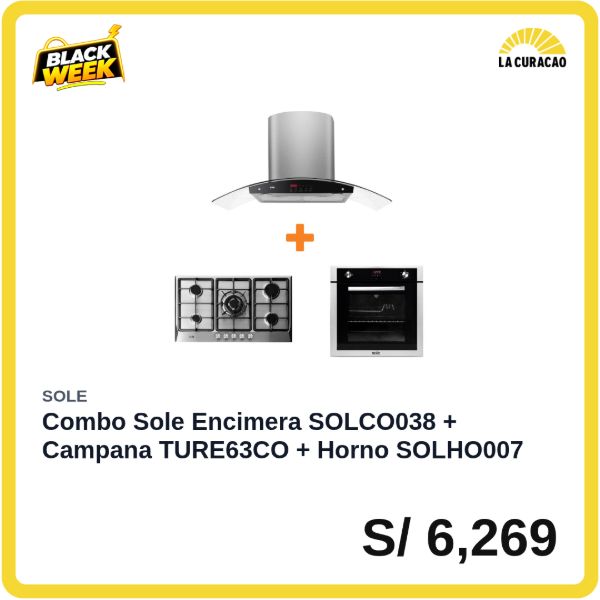 BLACK
WEEK
LA CURACAO
SOLE
Combo Sole Encimera SOLCO038 +
Campana TURE63CO + Horno SOLHO007
S/ 6,269